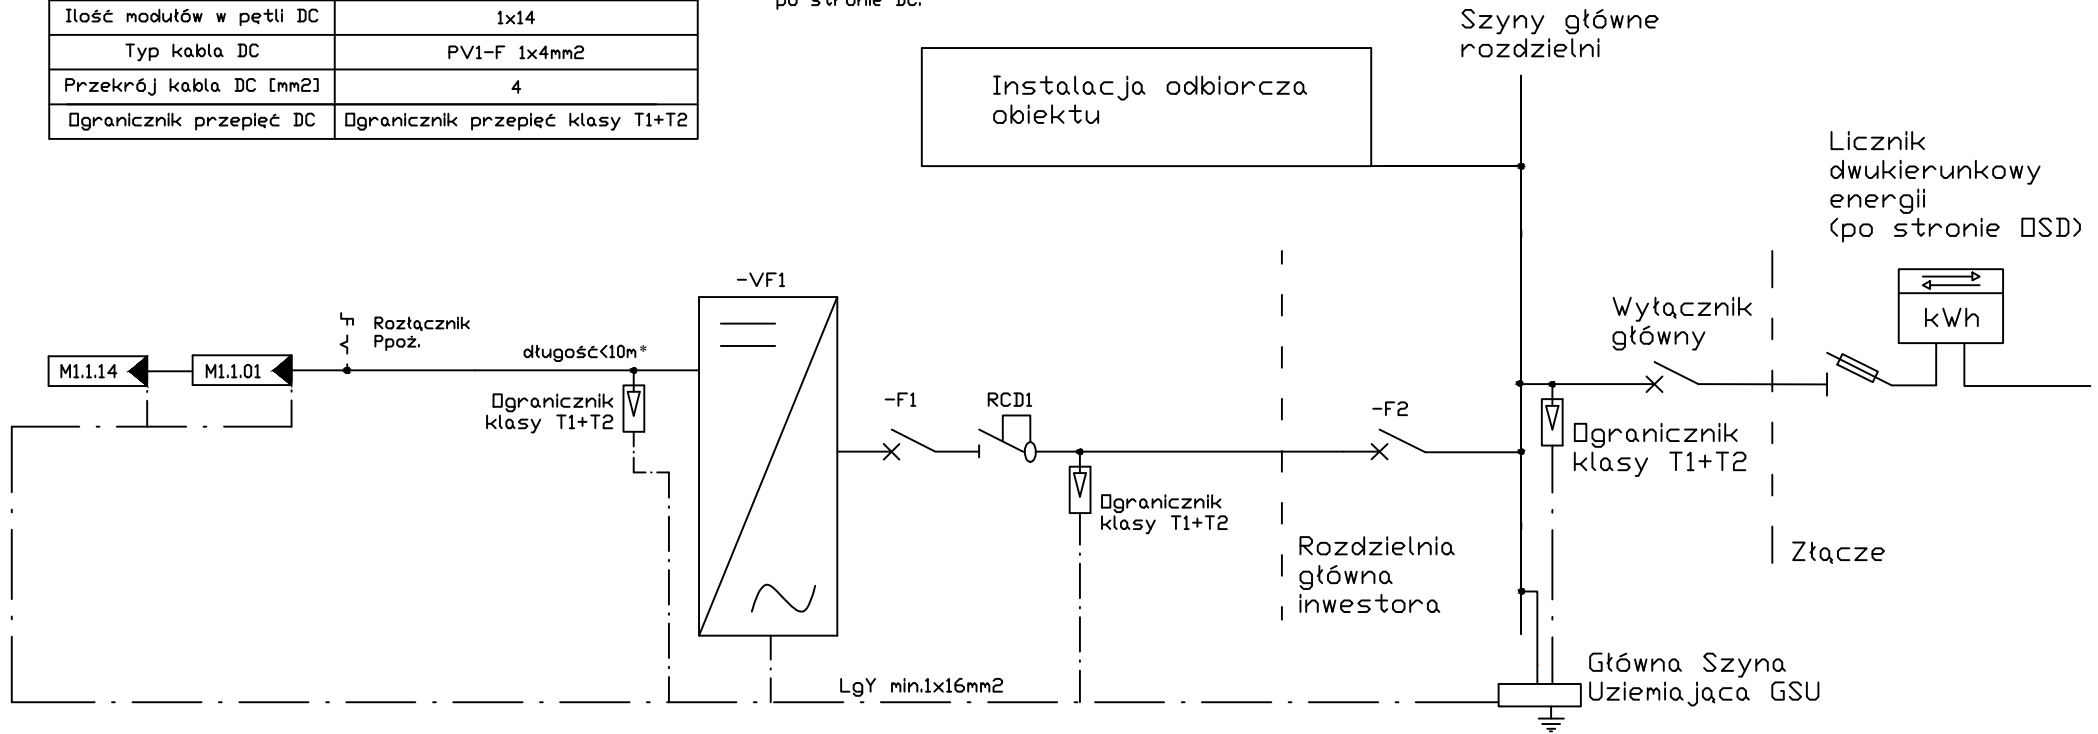 Ilość modułów w pętli DC 1x14
Typ kabla DC PV1-F 1x4mm2
Przekrój kabla DC [mm2] 4
Ogranicznik przepięć DC Ogranicznik przepięć klasy T1+T2
po stronie DC.
Szyny główne
rozdzielni
Instalacja odbiorcza
obiektu
Licznik
dwukierunkowy
energii
(po stronie OSD)
kWh
-VF1
Wyłącznik
główny
Rozłącznik
Ppoż.
długość<10m*
M1.1.14
M1.1.01
Ogranicznik
klasy T1+T2
-F1
RCD1
-F2
Ogranicznik
klasy T1+T2
Ogranicznik
klasy T1+T2
Rozdzielnia
główna
inwestora
Złącze
LgY min.1x16mm2
Główna Szyna
Uziemiająca GSU